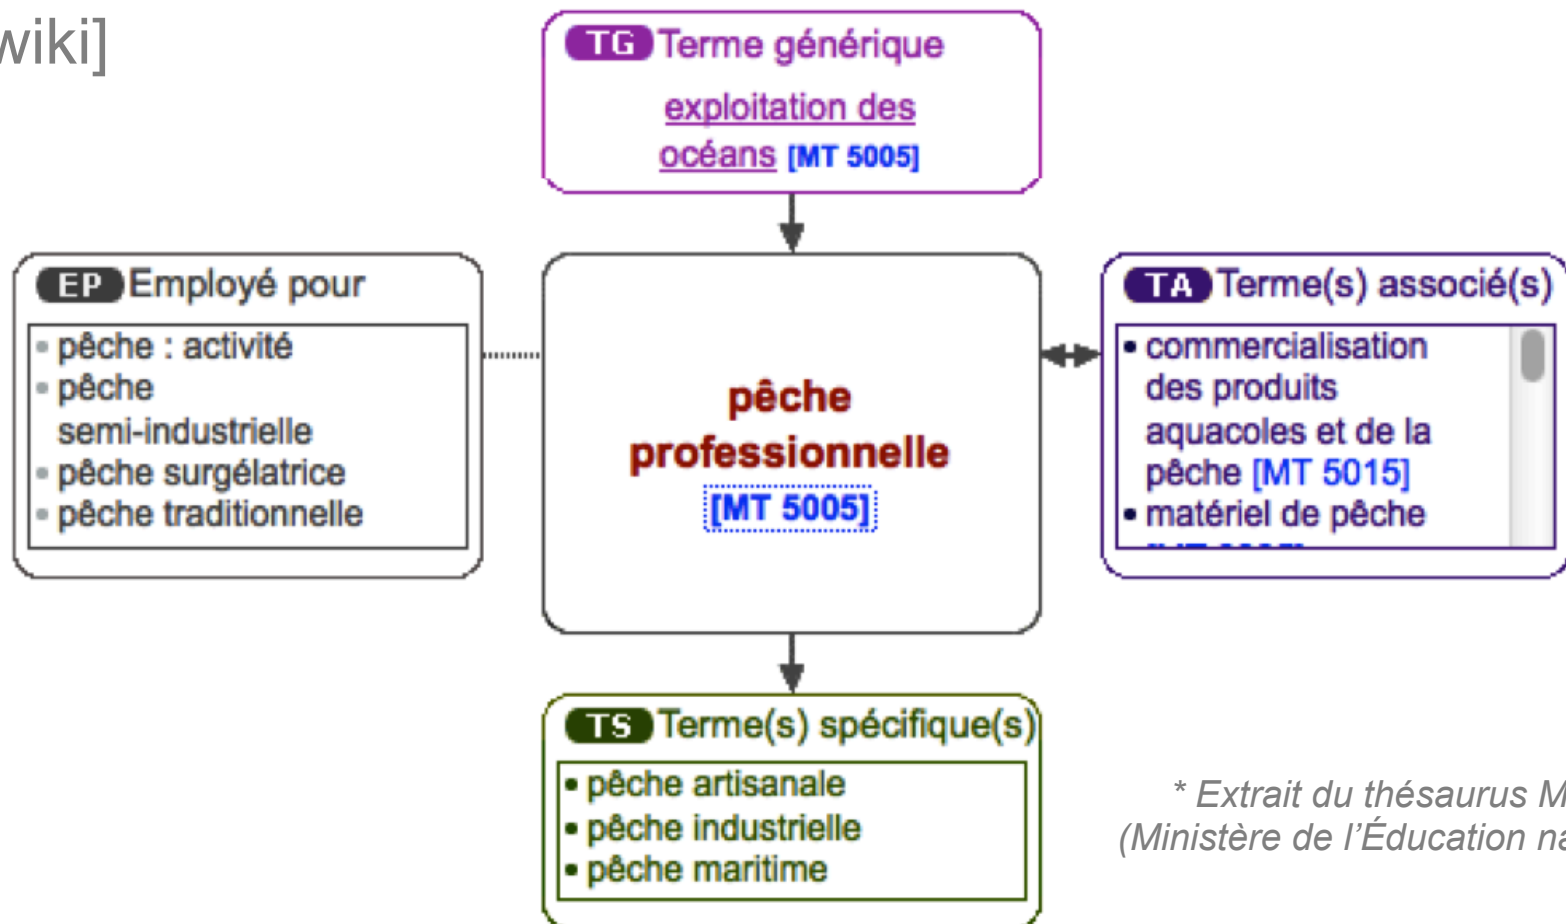 wiki]
TG Terme générique
exploitation des
océans [MT 5005]
EP Employé pour
• pêche : activité
• pêche
semi-industrielle
• pêche surgélatrice
• pêche traditionnelle
pêche
professionnelle
[MT 5005]
TA Terme(s) associé(s)
• commercialisation
des produits
aquacoles et de la
pêche [MT 5015]
• matériel de pêche
TS Terme(s) spécifique(s)
• pêche artisanale
• pêche industrielle
• pêche maritime
* Extrait du thésaurus M
(Ministère de l’Éducation na